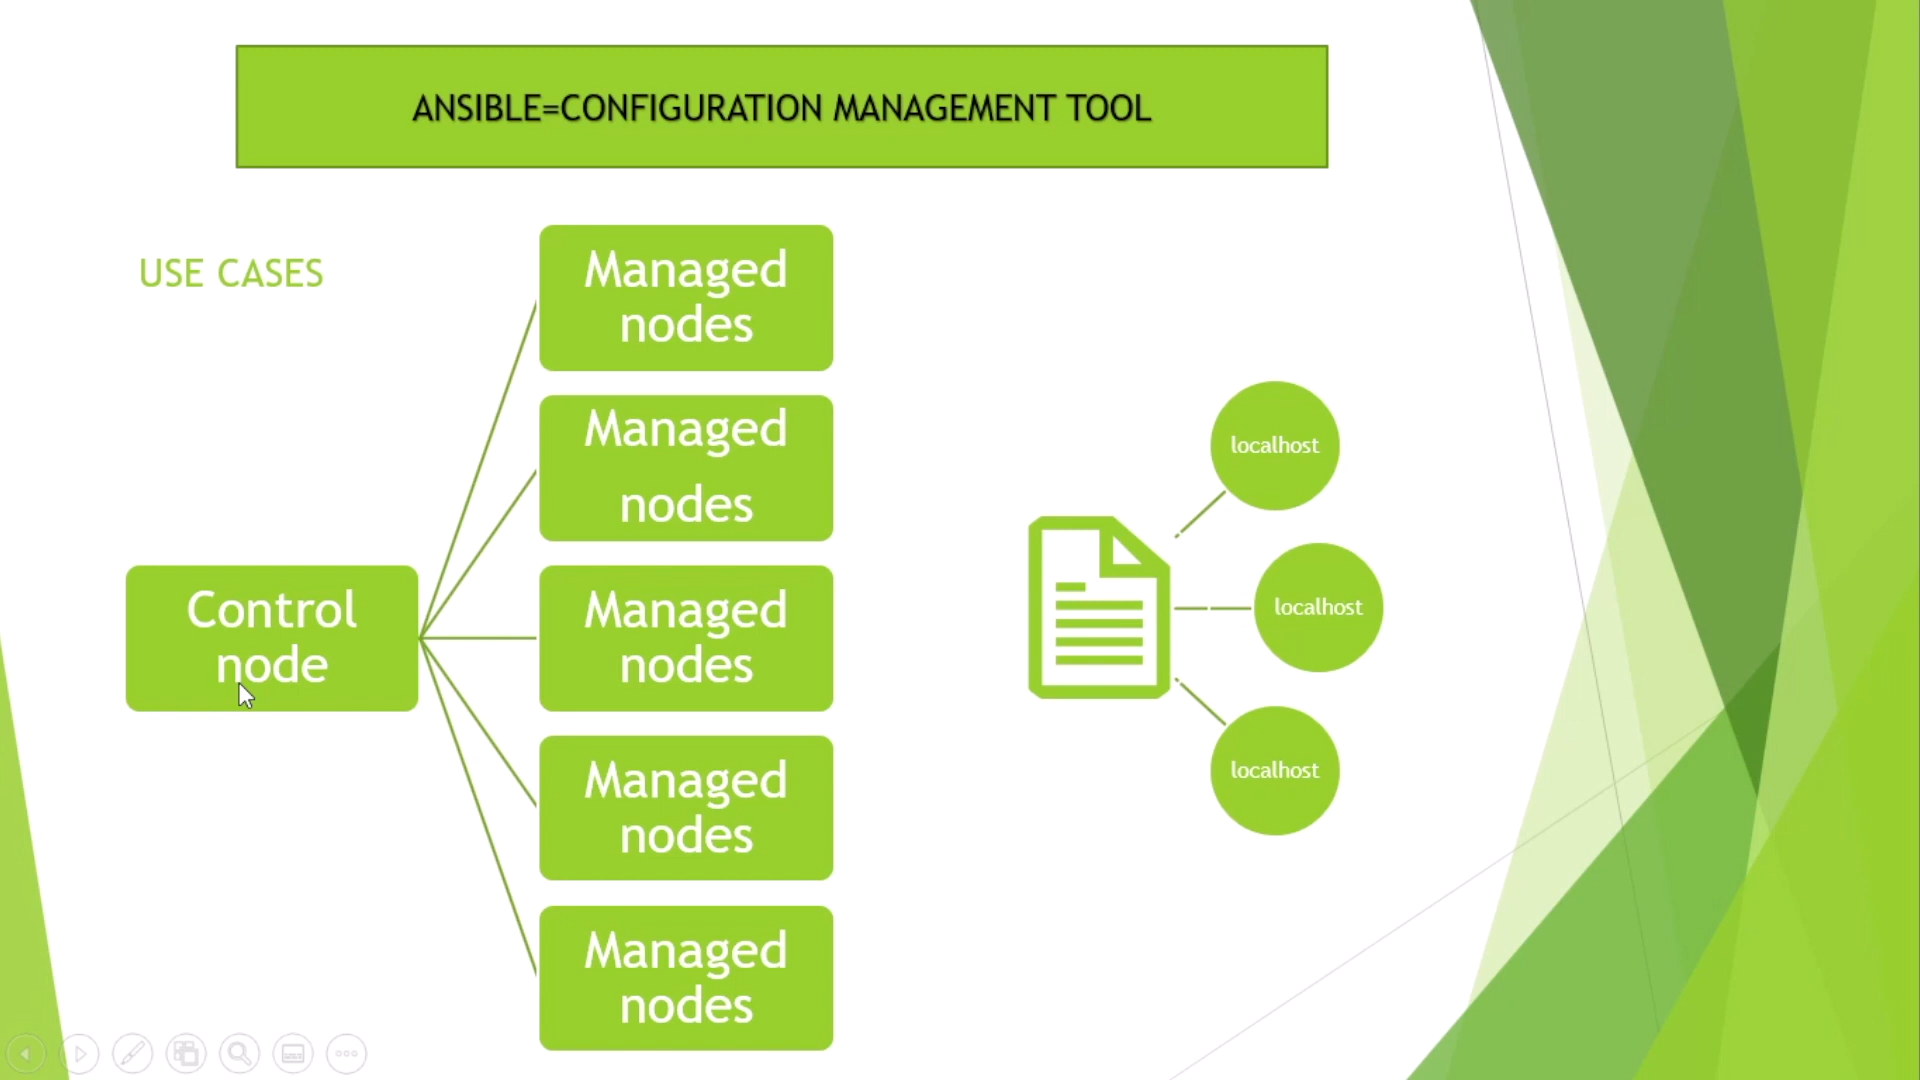 ANSIBLE=CONFIGURATION MANAGEMENT TOOL
USE CASES
Control
node
Managed
nodes
Managed
nodes
Managed
nodes
Managed
nodes
Managed
nodes
localhost
localhost
localhost